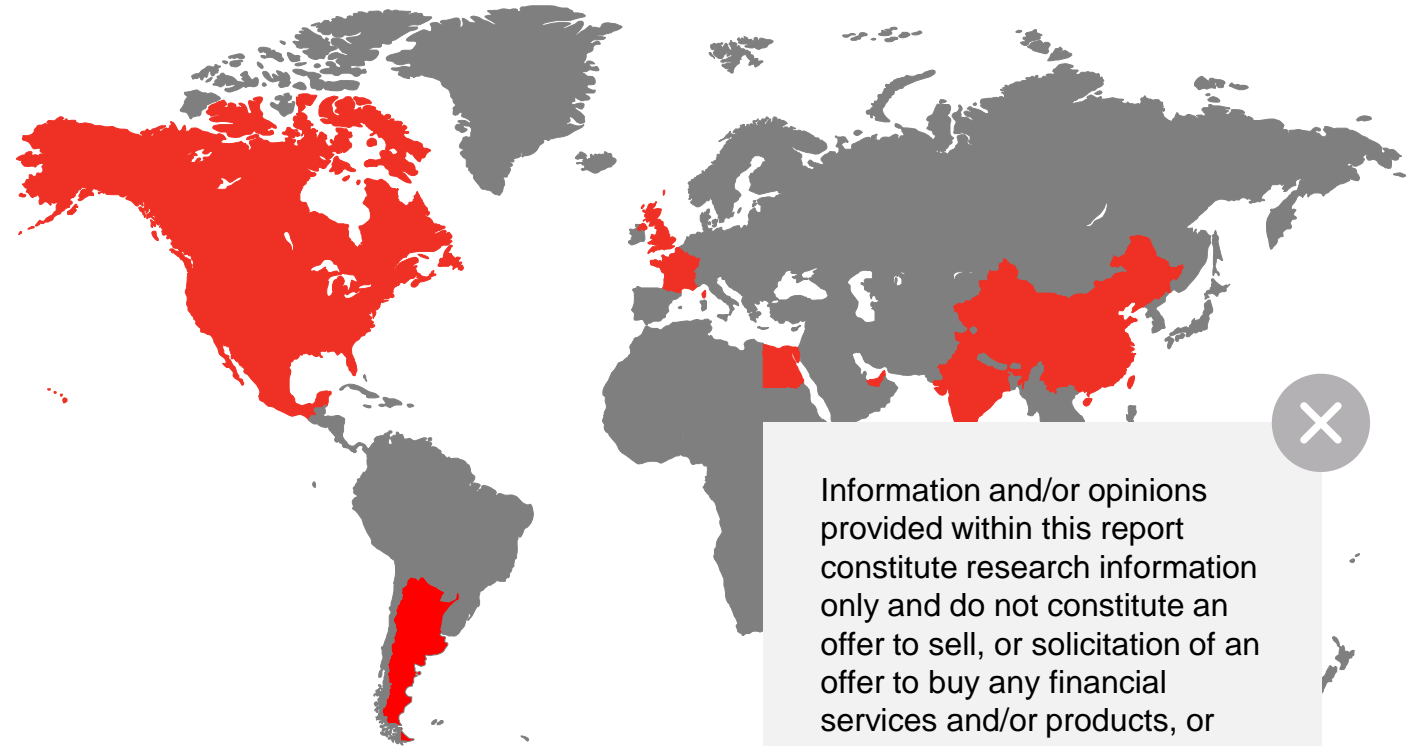 Information and/or opinions
provided within this report
constitute research information
only and do not constitute an
offer to sell, or solicitation of an
offer to buy any financial
services and/or products, or